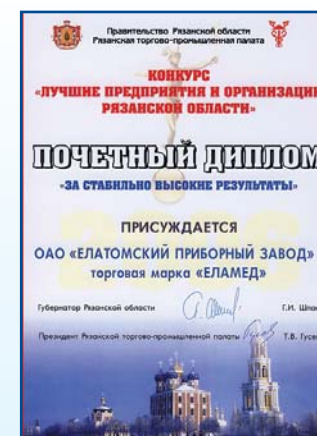 Правительство Рязанской области
Рязанская торгово-промышленная палата
КОНКУРС
«ЛУЧШИЕ ПРЕДПРИЯТИЯ И ОРГАНИЗАЦИИ
РЯЗАНСКОЙ ОБЛАСТИ»
ПОЧЕТНЫЙ ДИПЛОМ
«ЗА СТАБИЛЬНО ВЫСОКИЕ РЕЗУЛЬТАТЫ»
ПРИСУЖДАЕТСЯ
ОАО «ЕЛАТОМСКИЙ ПРИБОРНЫЙ ЗАВОД»
торговая марка «ЕЛАМЕД»
Губернатор Рязанской области Г.И.
Президент Рязанской торгово-промышленной палаты Т.В.